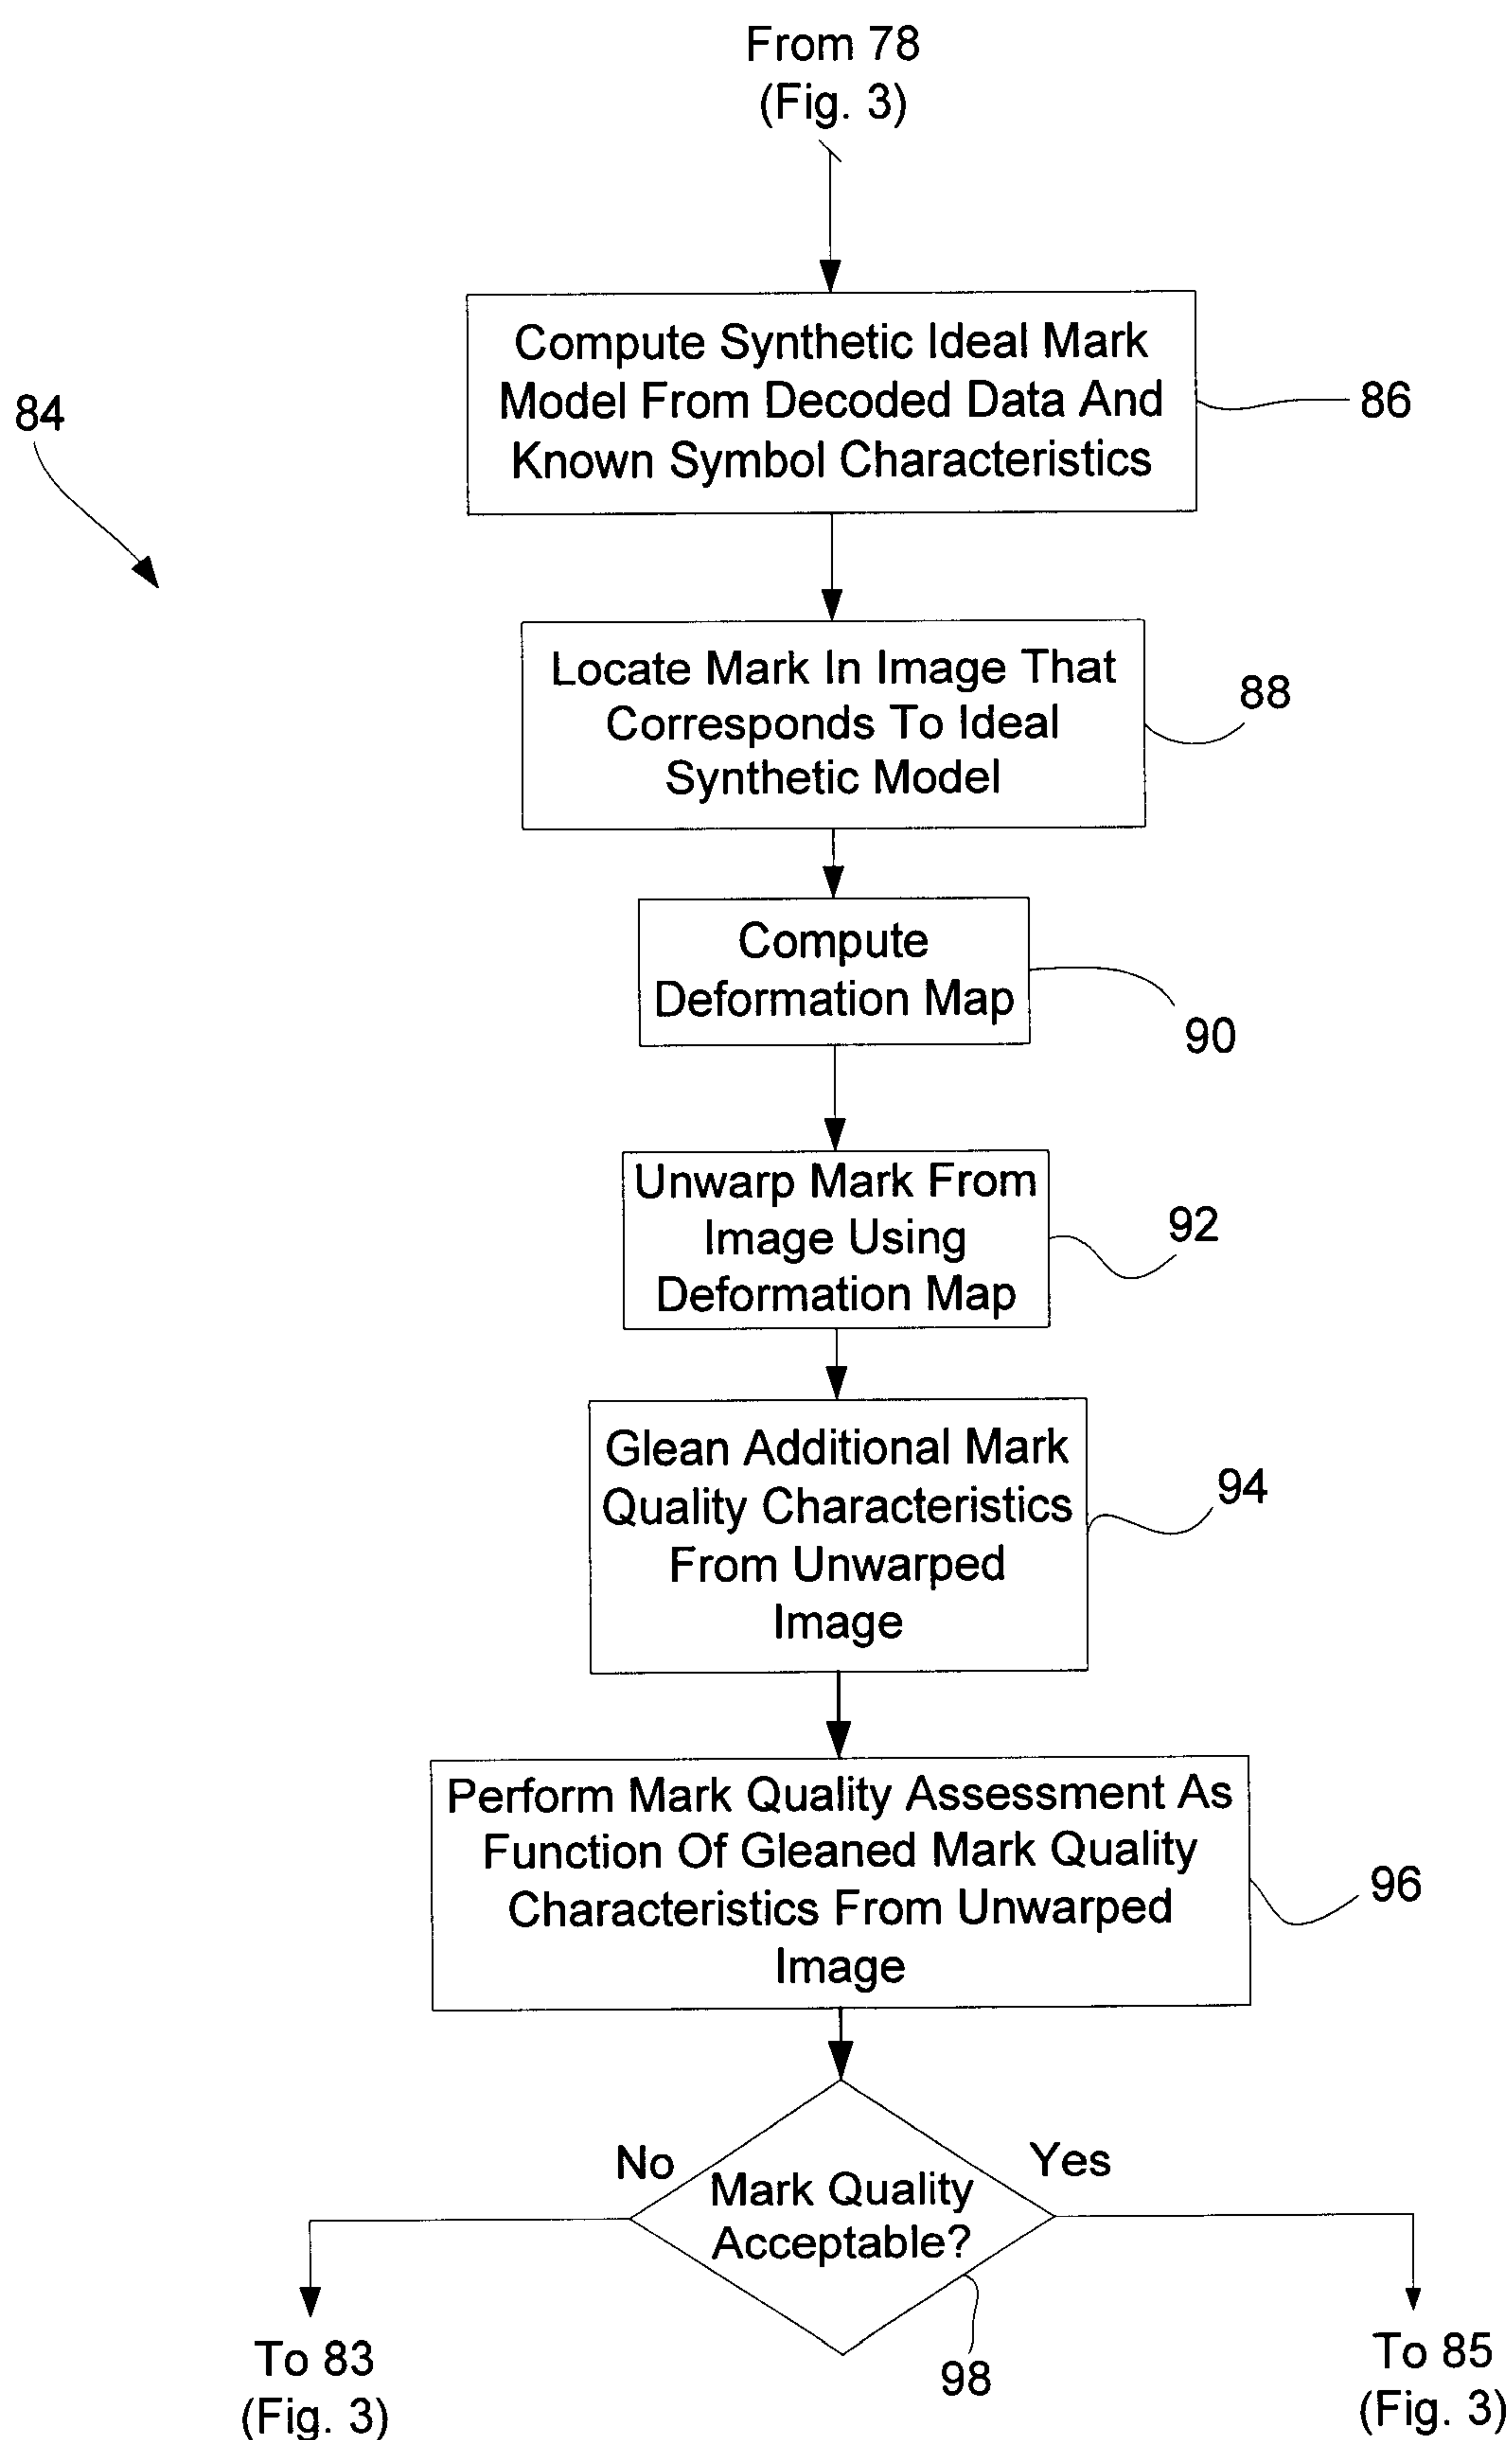 From 78
(Fig. 3)
84
Compute Synthetic Ideal Mark
Model From Decoded Data And
Known Symbol Characteristics
86
Locate Mark In Image That
Corresponds To Ideal
Synthetic Model
88
Compute
Deformation Map
90
Unwarp Mark From
Image Using
Deformation Map
92
Glean Additional Mark
Quality Characteristics
From Unwarped
Image
94
Perform Mark Quality Assessment As
Function Of Gleaned Mark Quality
Characteristics From Unwarped
Image
96
No
Yes
Mark Quality
Acceptable?
98
To 83
(Fig. 3)
To 85
(Fig. 3)